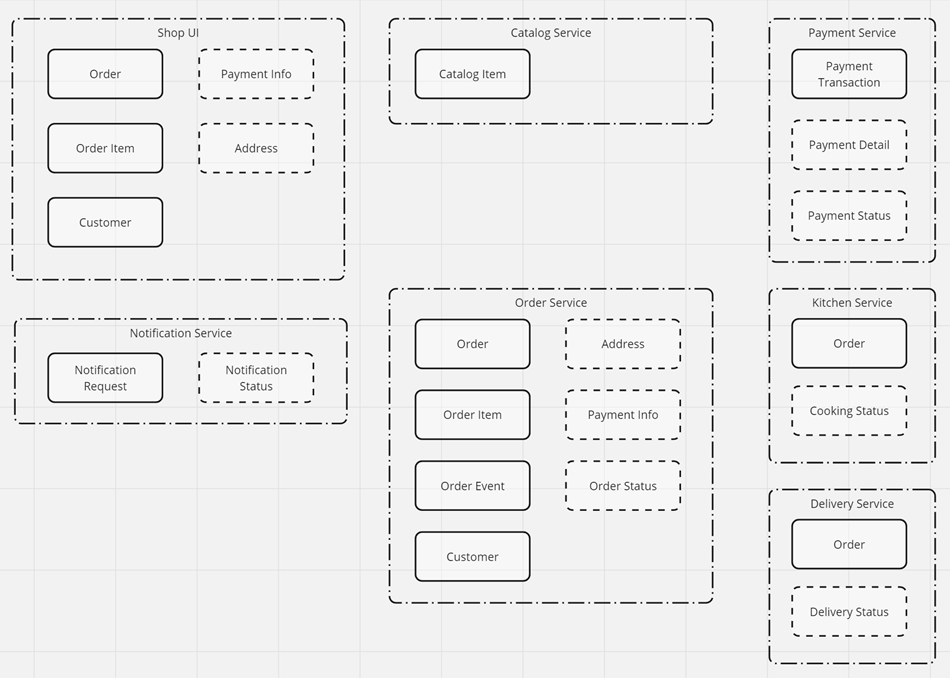 Shop UI
Order
Payment Info
Order Item
Address
Customer
Notification Service
Notification
Request
Notification
Status
Catalog Service
Catalog Item
Order Service
Order
Address
Order Item
Payment Info
Order Event
Order Status
Customer
Payment Service
Payment
Transaction
Payment Detail
Payment Status
Kitchen Service
Order
Cooking Status
Delivery Service
Order
Delivery Status